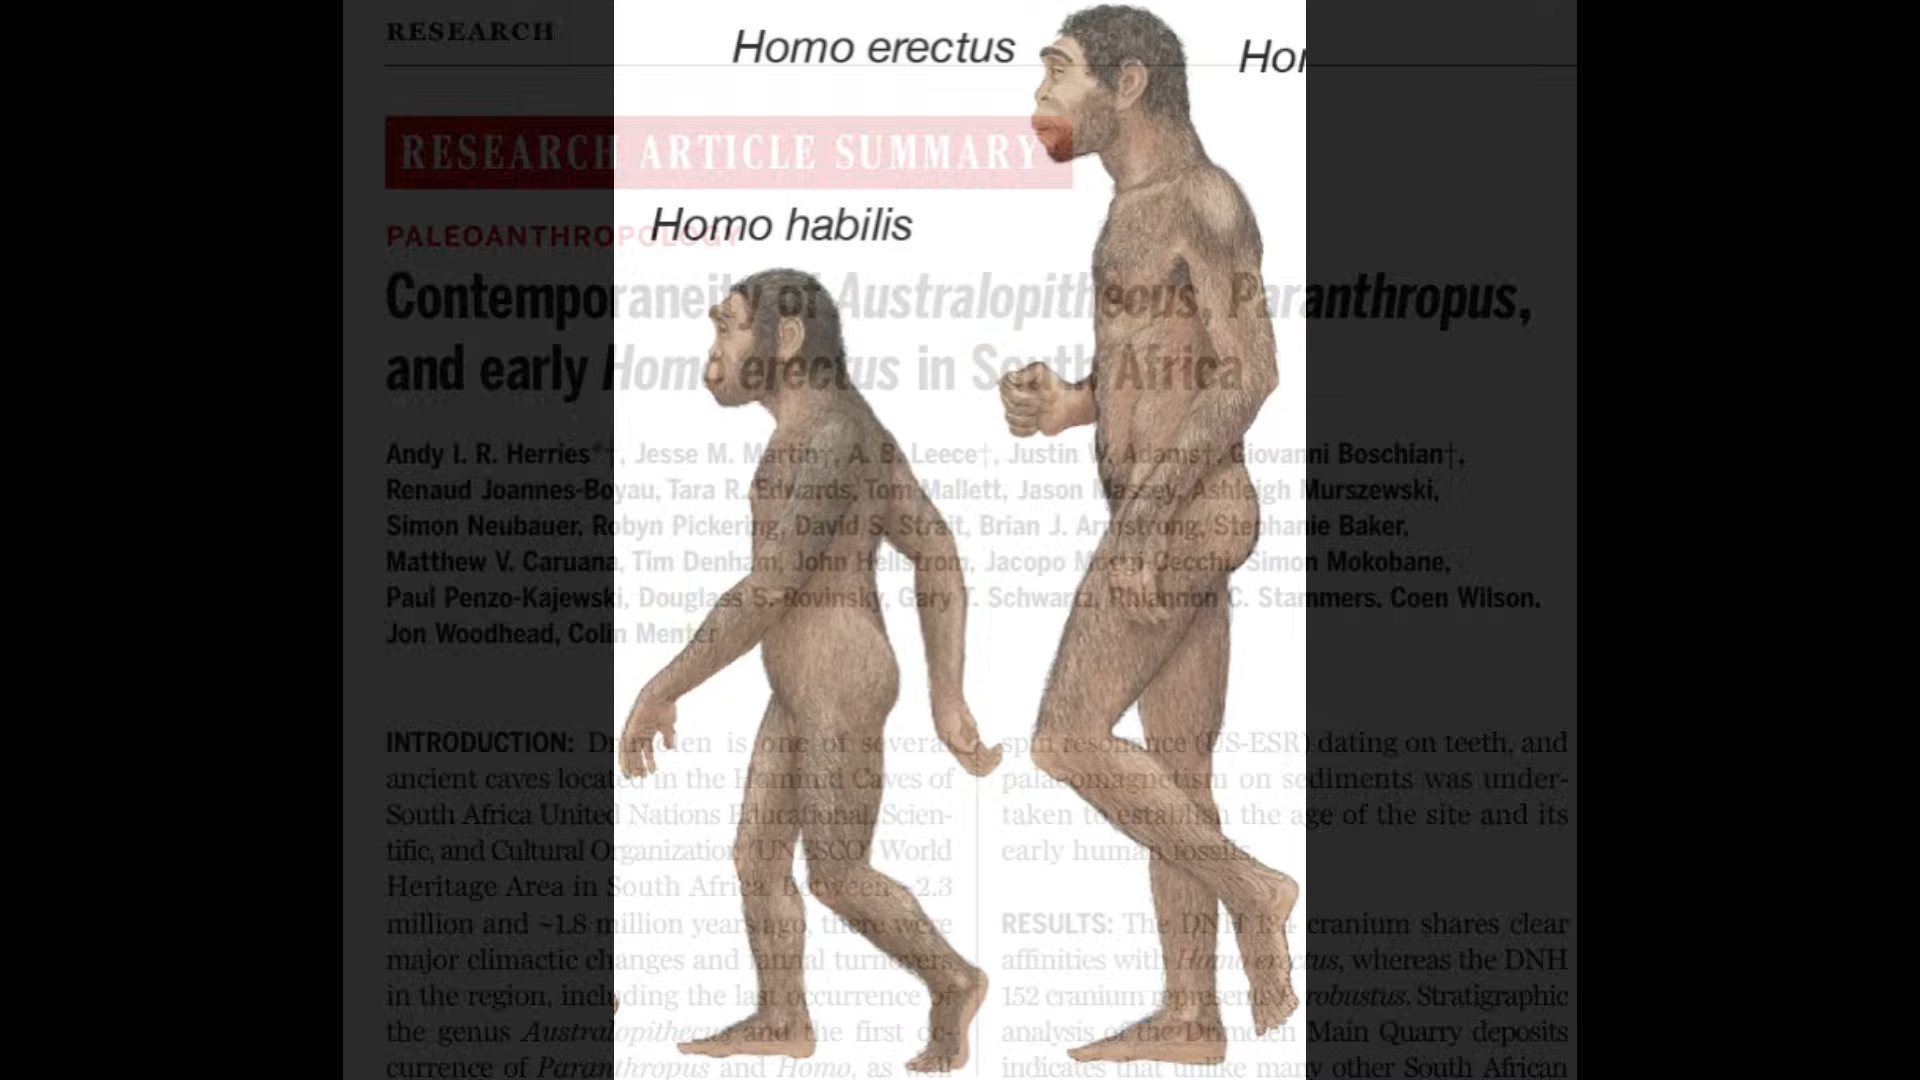 RESEARCH
Homo erectus
Hor
RESEARCH ARTICLE SUMMARY
Homo habilis
PALEOANTHROPOLOGY
Contemporaneity of Australopithecus, Paranthropus,
and early Homo erectus in South Africa
Andy I. R. Herries*†, Jesse M. Martin†, A. B. Leece†, Justin W. Adams†, Giovanni Boschian†,
Renaud Joannes-Boyau, Tara R. Edwards, Tom Mallett, Jason Massey, Ashleigh Murszewski,
Simon Neubauer, Robyn Pickering, David S. Strait, Brian J. Armstrong, Stephanie Baker,
Matthew V. Caruana, Tim Denham, John Hellstrom, Jacopo Moggi-Cecchi, Simon Mokobane,
Paul Penzo-Kajewski, Douglass S. Rovinsky, Gary T. Schwartz, Rhiannon C. Stammers, Coen Wilson,
Jon Woodhead, Colin Menter
INTRODUCTION: Drimolen is one of several
ancient caves located in the Hominid Caves of
South Africa United Nations Educational, Scien-
tific, and Cultural Organization (UNESCO) World
Heritage Area in South Africa. Between ~2.3
million and ~1.8 million years ago, there were
major climactic changes and faunal turnovers
in the region, including the last occurrence of
the genus Australopithecus and the first oc-
currence of Paranthropus and Homo, as well
spin resonance (US-ESR) dating on teeth, and
palaeomagnetism on sediments was under-
taken to establish the age of the site and its
early human fossils.
RESULTS: The DNH 134 cranium shares clear
affinities with Homo erectus, whereas the DNH
152 cranium represents P. robustus. Stratigraphic
analysis of the Drimolen Main Quarry deposits
indicates that unlike many other South African